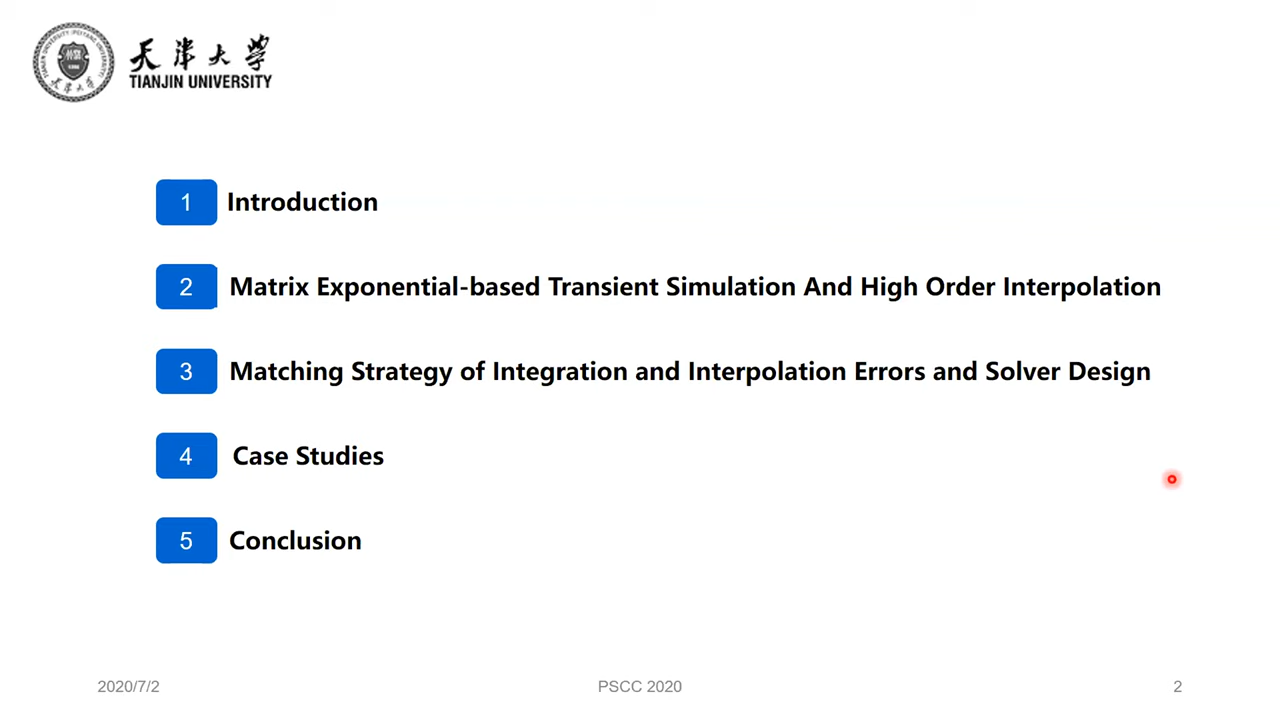 天津大学
TIANJIN UNIVERSITY
1 Introduction
2 Matrix Exponential-based Transient Simulation And High Order Interpolation
3 Matching Strategy of Integration and Interpolation Errors and Solver Design
4 Case Studies
5 Conclusion
2020/7/2 PSCC 2020 2